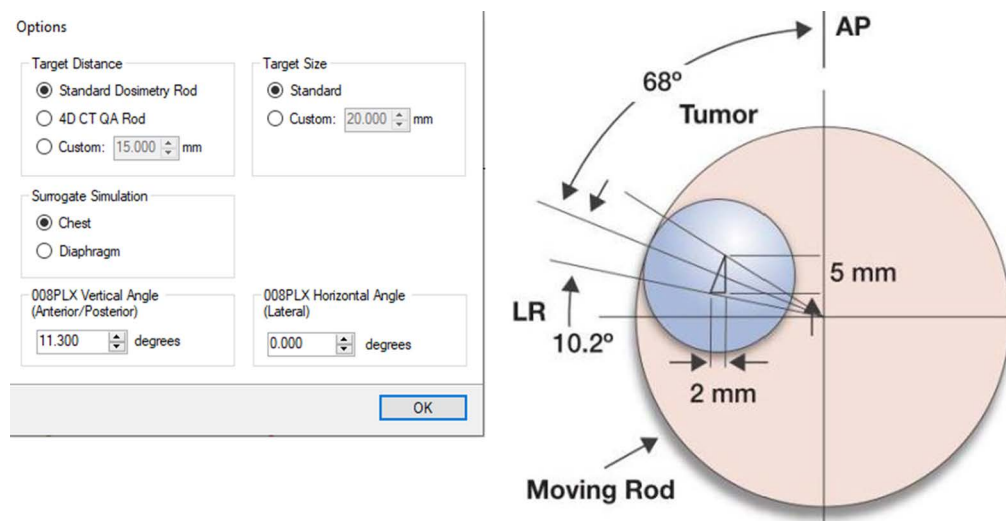 Options
Target Distance
Standard Dosimetry Rod
4D CT QA Rod
Custom: 15.000 mm
Target Size
Standard
Custom: 20.000 mm
Surrogate Simulation
Chest
Diaphragm
008PLX Vertical Angle
(Anterior/Posterior)
11.300 degrees
008PLX Horizontal Angle
(Lateral)
0.000 degrees
OK
AP
68º
Tumor
5 mm
LR
10.2º
2 mm
Moving Rod